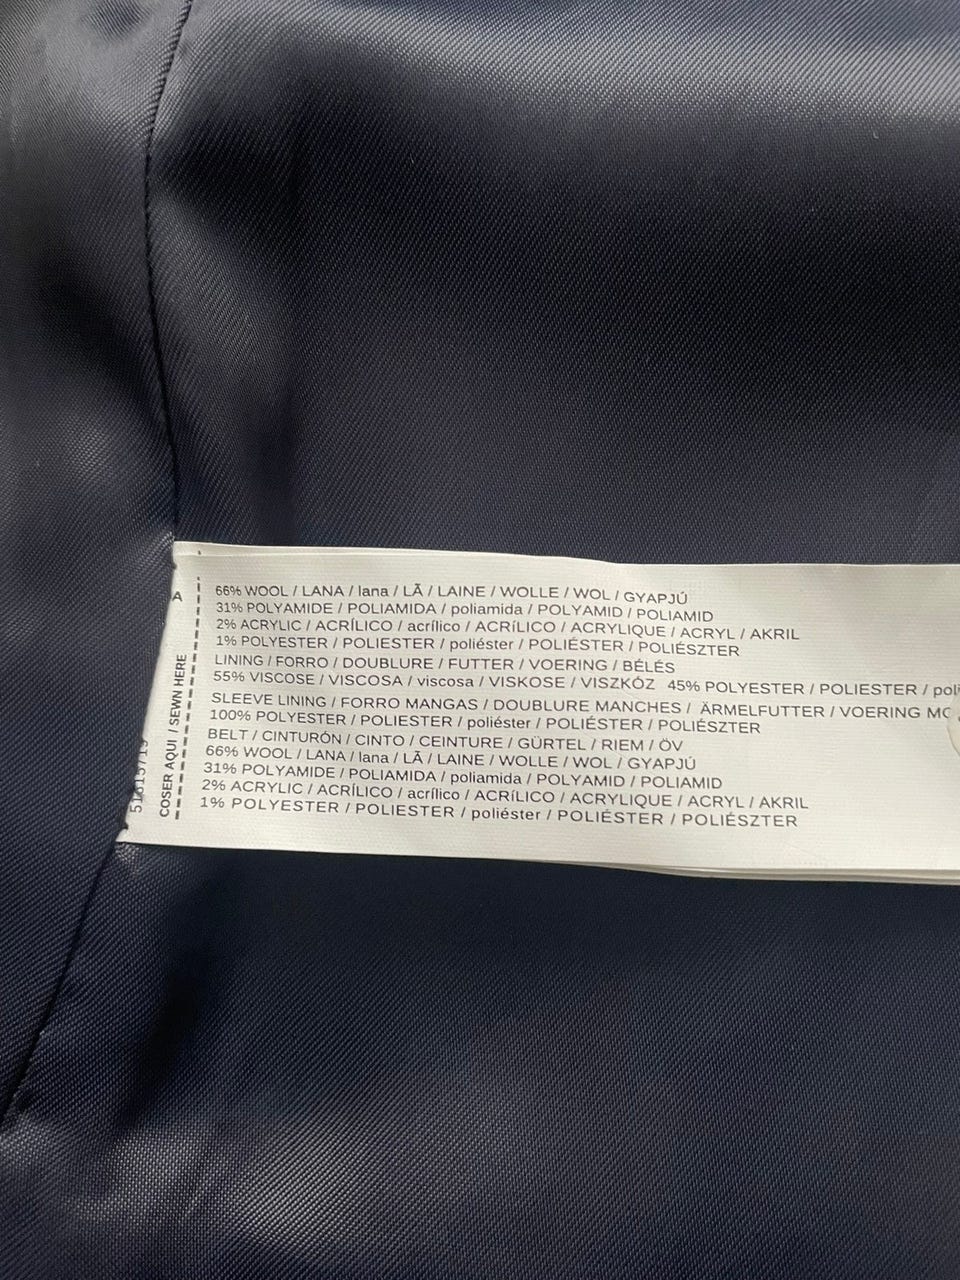 66% WOOL / LANA / lana / LÃ / LAINE / WOLLE / WOL / GYAPJÚ
31% POLYAMIDE / POLIAMIDA / poliamida / POLYAMID / POLIAMID
2% ACRYLIC / ACRÍLICO / acrílico / ACRíLICO / ACRYLIQUE / ACRYL / AKRIL
1% POLYESTER / POLIESTER / poliéster / POLIÉSTER / POLIÉSZTER
LINING / FORRO / DOUBLURE / FUTTER / VOERING / BÉLÉS
55% VISCOSE / VISCOSA / viscosa / VISKOSE / VISZKÓZ 45% POLYESTER / POLIESTER /
SLEEVE LINING / FORRO MANGAS / DOUBLURE MANCHES / ÄRMELFUTTER / VOERING
100% POLYESTER / POLIESTER / poliéster / POLIÉSTER / POLIÉSZTER
BELT / CINTURÓN / CINTO / CEINTURE / GÜRTEL / RIEM / ÖV
66% WOOL / LANA / lana / LÃ / LAINE / WOLLE / WOL / GYAPJÚ
31% POLYAMIDE / POLIAMIDA / poliamida / POLYAMID / POLIAMID
2% ACRYLIC / ACRÍLICO / acrílico / ACRíLICO / ACRYLIQUE / ACRYL / AKRIL
1% POLYESTER / POLIESTER / poliéster / POLIÉSTER / POLIÉSZTER
COSER AQUI / SEWN HERE
A